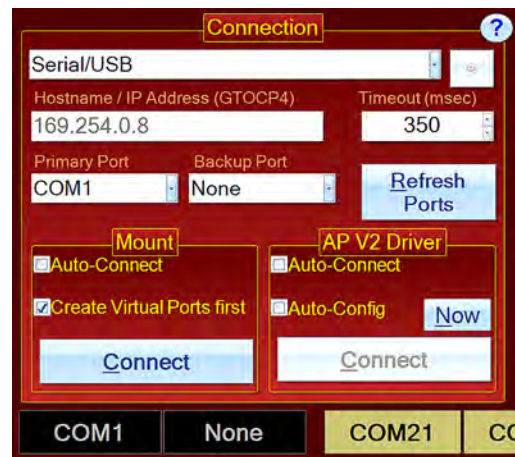 Connection
?
Serial/USB
Hostname / IP Address (GTOCP4) Timeout (msec)
169.254.0.8 350
Primary Port Backup Port
COM1 None Refresh Ports
Mount AP V2 Driver
Auto-Connect Auto-Connect
Create Virtual Ports first Auto-Config Now
Connect Connect
COM1 None COM21 CO